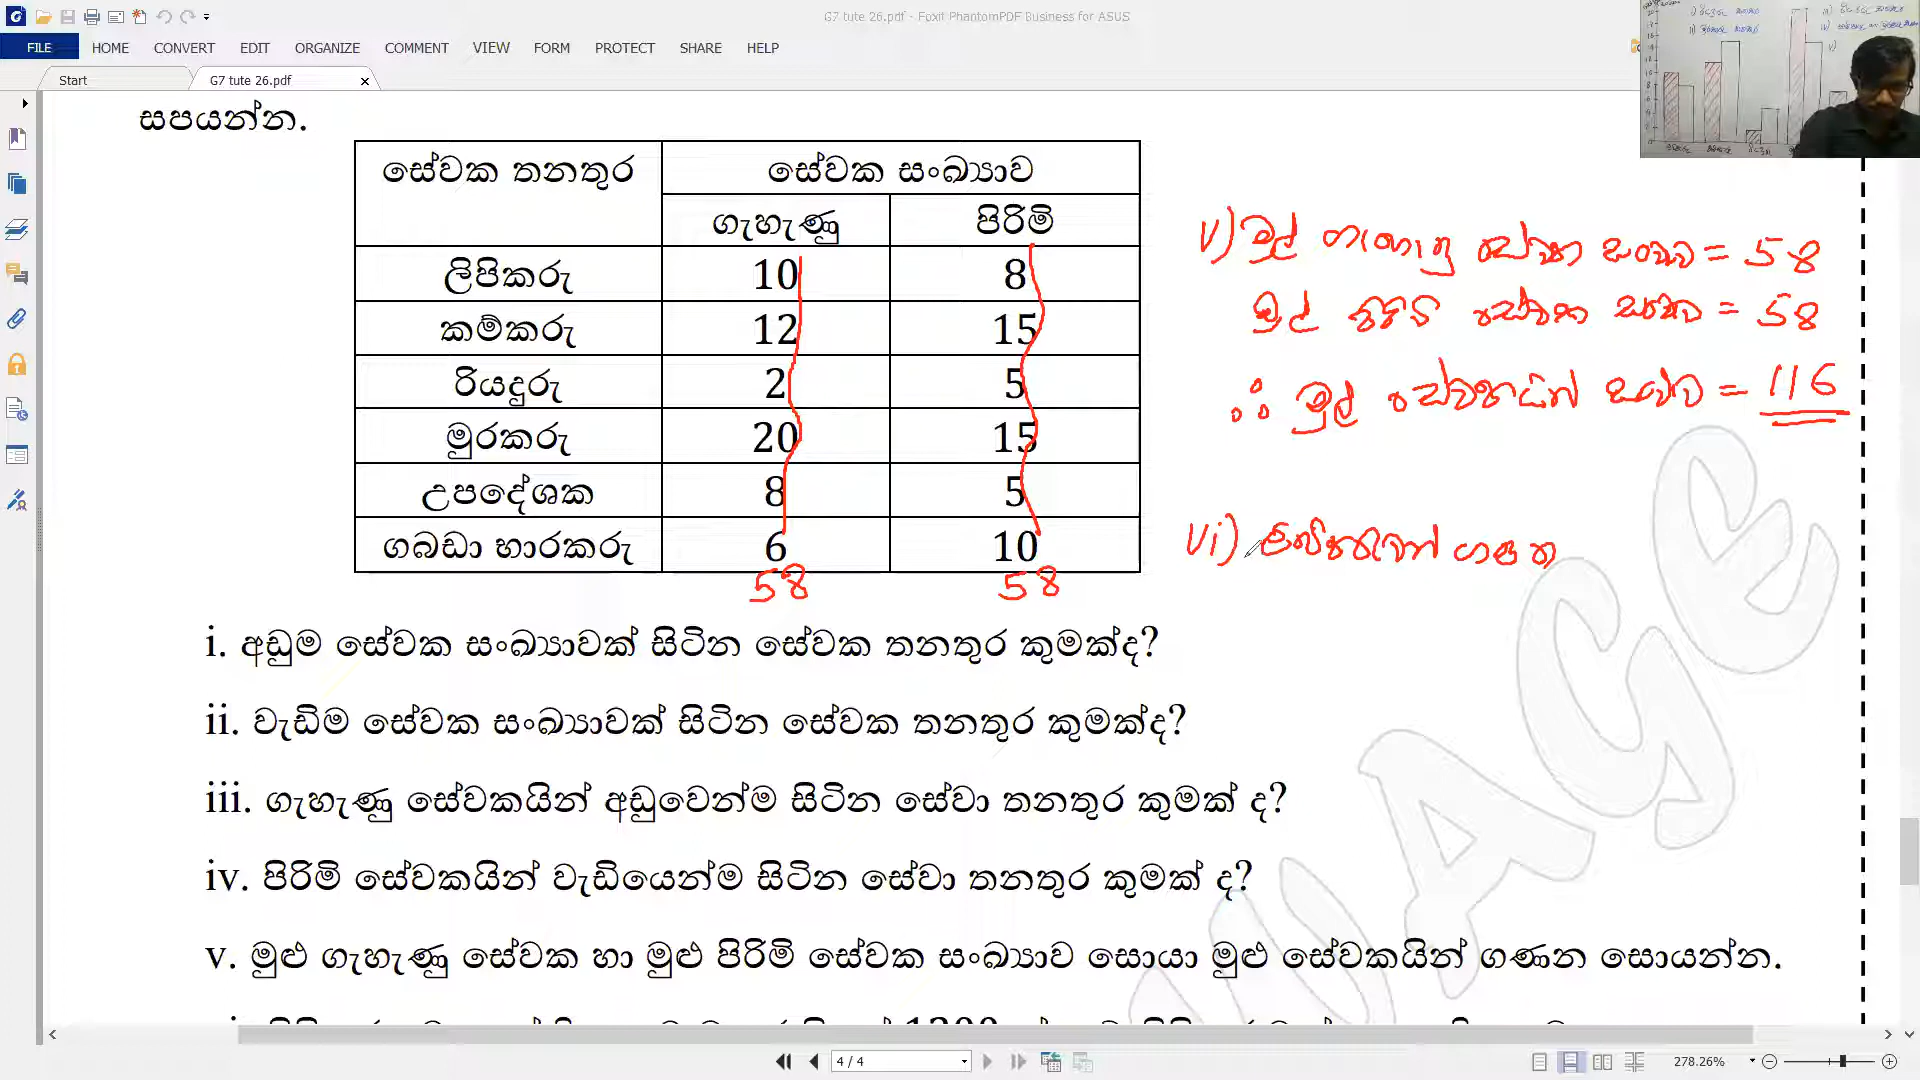 G7 tute 26.pdf - Foxit PhantomPDF Business for ASUS
FILE HOME CONVERT EDIT ORGANIZE COMMENT VIEW FORM PROTECT SHARE HELP
Start G7 tute 26.pdf
සපයන්න.
සේවක තනතුර සේවක සංඛ්‍යාව
ගැහැණු පිරිමි
ලිපිකරු 10 8
කම්කරු 12 15
රියදුරු 2 5
මුරකරු 20 15
උපදේශක 8 5
ගබඩා භාරකරු 6 10
58 58
V) මුල් ගැහැනු සේවක සංඛ්‍යාව = 58
මුල් පිරිමි සේවක සංඛ්‍යාව = 58
∴ මුල් සේවකයින් සංඛ්‍යාව = 116
Vi) ලිපිකරුවන් ගණන
i. අඩුම සේවක සංඛ්‍යාවක් සිටින සේවක තනතුර කුමක්ද?
ii. වැඩිම සේවක සංඛ්‍යාවක් සිටින සේවක තනතුර කුමක්ද?
iii. ගැහැණු සේවකයින් අඩුවෙන්ම සිටින සේවා තනතුර කුමක් ද?
iv. පිරිමි සේවකයින් වැඩියෙන්ම සිටින සේවා තනතුර කුමක් ද?
v. මුළු ගැහැණු සේවක හා මුළු පිරිමි සේවක සංඛ්‍යාව සොයා මුළු සේවකයින් ගණන සොයන්න.
WAGE
4 / 4
278.26%